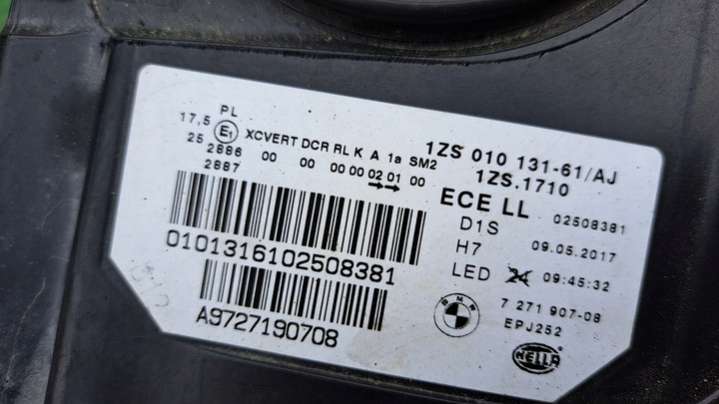 PL
17,5 E1 XCVERT DCR RL K A 1a SM2
25 2886 00 00 00 00 02 01 00
2887
1ZS 010 131-61/AJ
1ZS.1710
ECE LL 02508381
D1S 09.05.2017
H7 09:45:32
LED 24
0101316102508381
A9727190708
BMW
7 271 907-08
EPJ252
HELLA